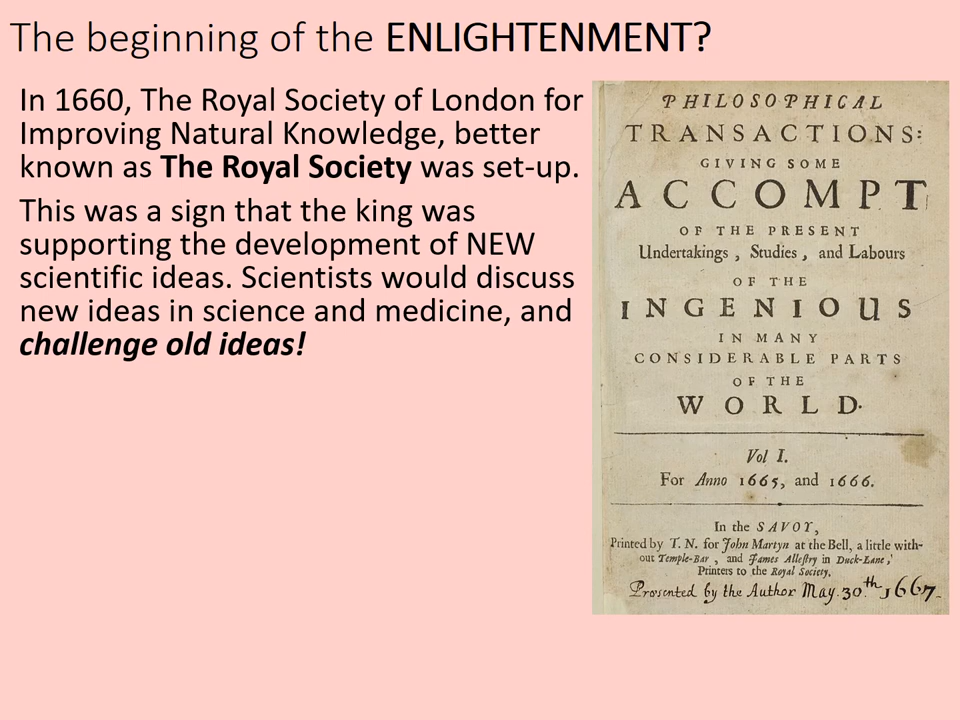 The beginning of the ENLIGHTENMENT?
In 1660, The Royal Society of London for
Improving Natural Knowledge, better
known as The Royal Society was set-up.
This was a sign that the king was
supporting the development of NEW
scientific ideas. Scientists would discuss
new ideas in science and medicine, and
challenge old ideas!
PHILOSOPHICAL
TRANSACTIONS:
GIVING SOME
ACCOMPT
OF THE PRESENT
Undertakings, Studies, and Labours
OF THE
INGENIOUS
IN MANY
CONSIDERABLE PARTS
OF THE
WORLD.
Vol I.
For Anno 1665, and 1666.
In the SAVOY,
Printed by T. N. for John Martyn at the Bell, a little with-
out Temple-Bar, and James Allestry in Duck-Lane,
Printers to the Royal Society.
Presented by the Author May. 30th 1667.